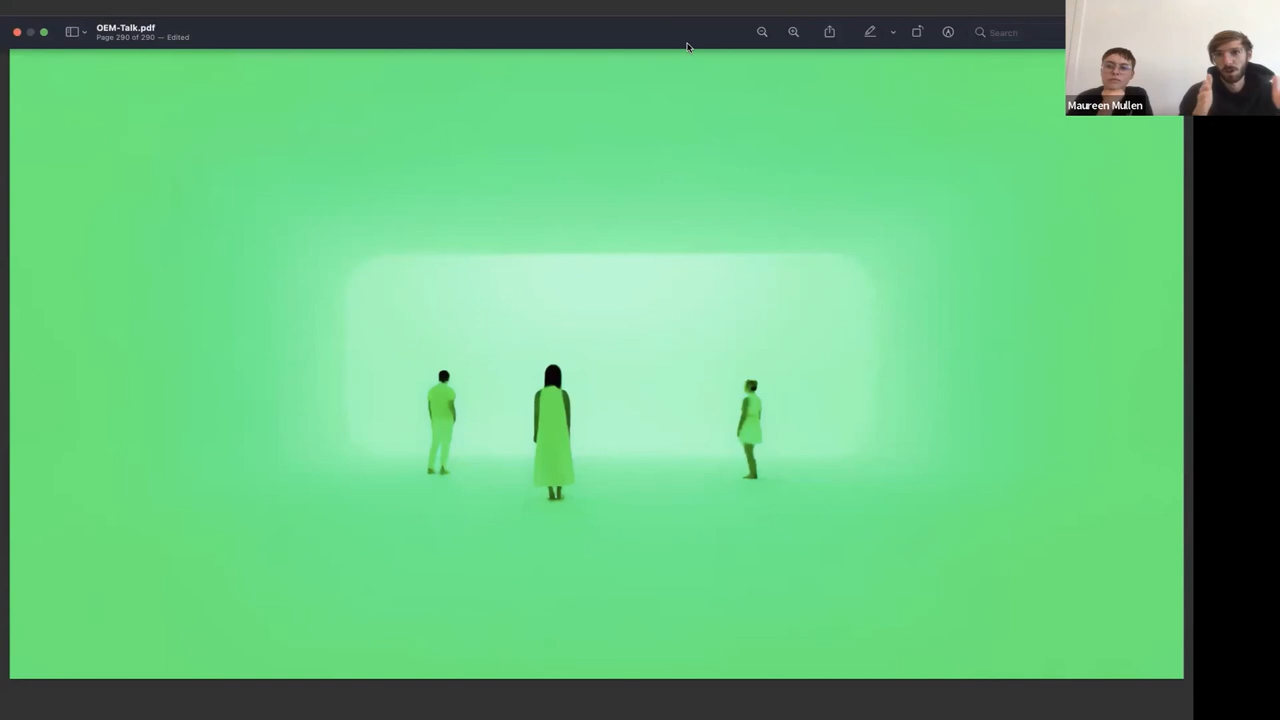 OEM-Talk.pdf
Page 290 of 290 — Edited
Search
Maureen Mullen